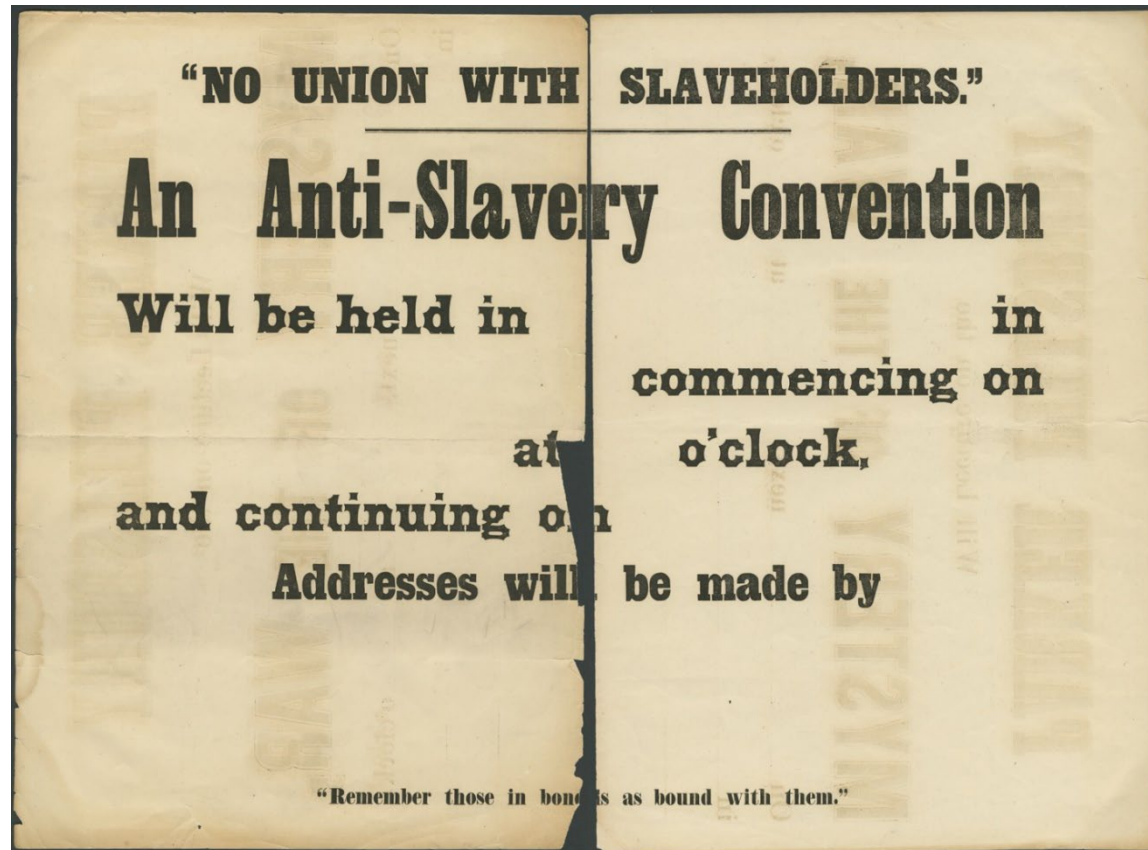 “NO UNION WITH SLAVEHOLDERS.”
An Anti-Slavery Convention
Will be held in in
commencing on
at o’clock,
and continuing on
Addresses will be made by
“Remember those in bonds as bound with them.”